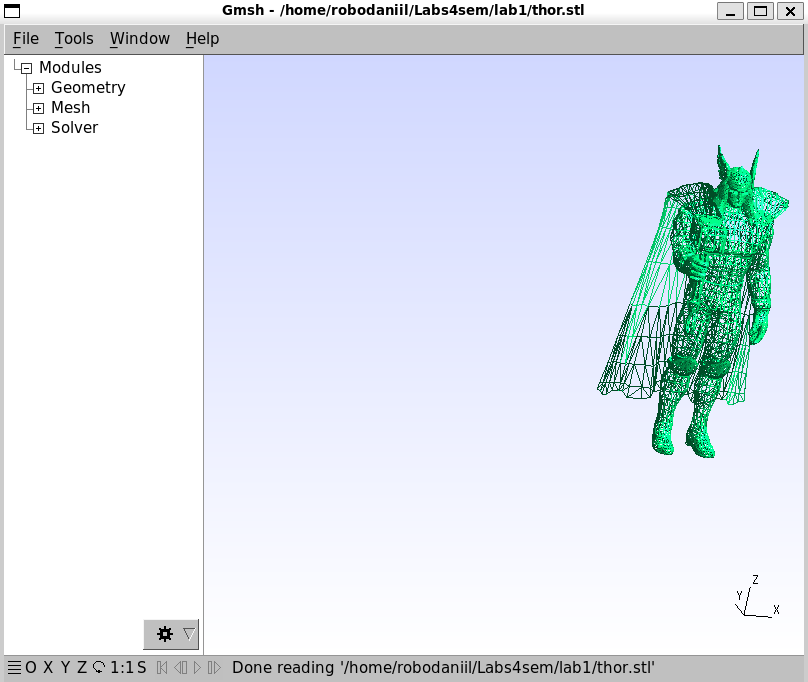 Gmsh - /home/robodaniil/Labs4sem/lab1/thor.stl
File Tools Window Help
Modules
Geometry
Mesh
Solver
Z
Y
X
O X Y Z 1:1 S Done reading '/home/robodaniil/Labs4sem/lab1/thor.stl'